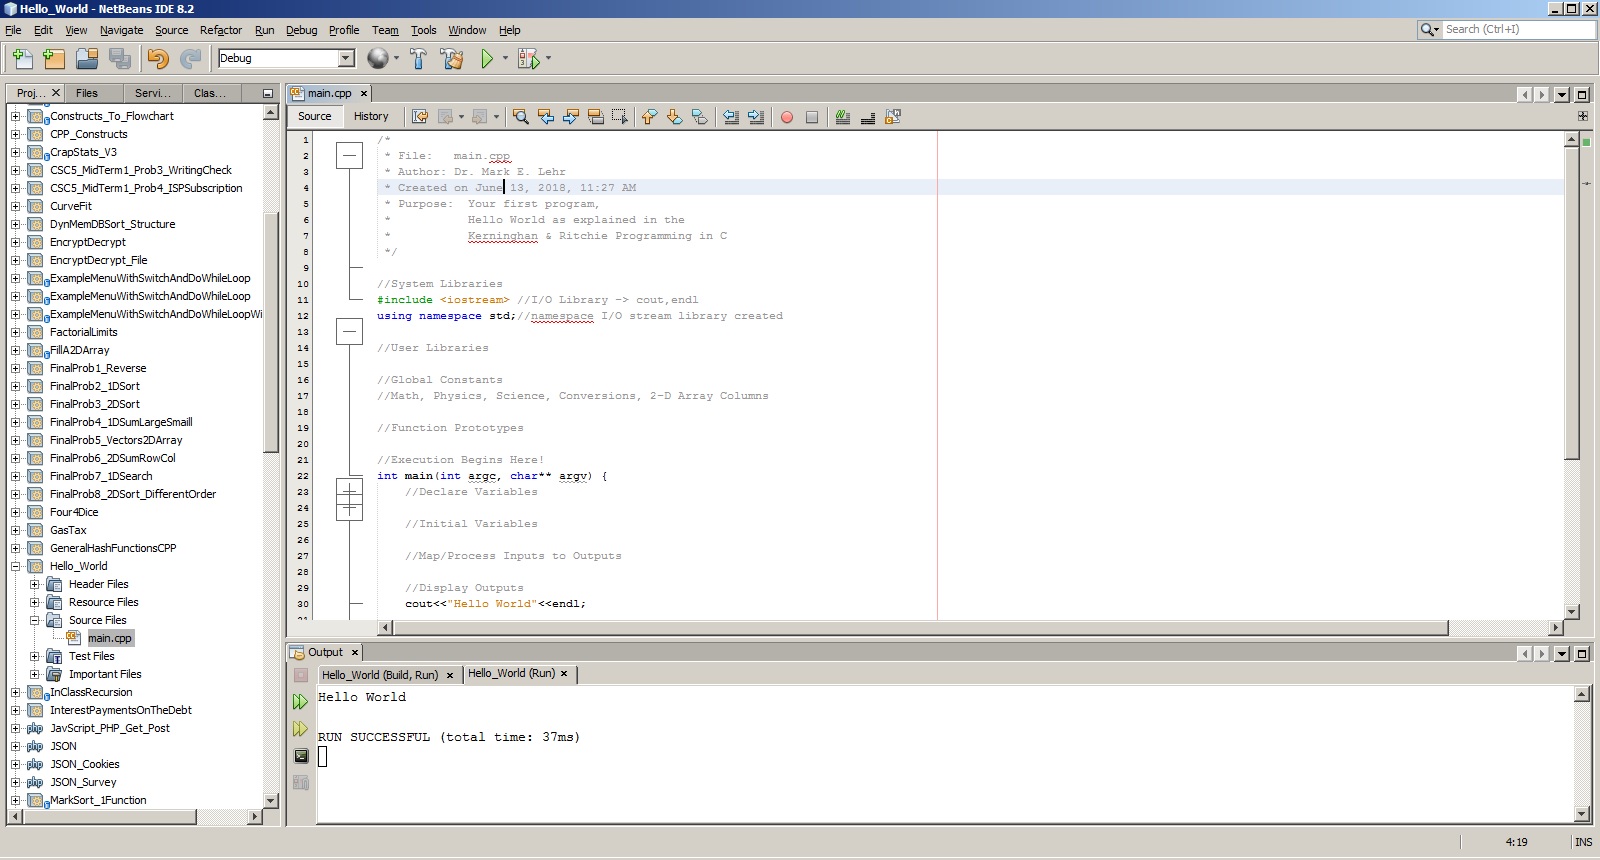 Hello_World - NetBeans IDE 8.2
File Edit View Navigate Source Refactor Run Debug Profile Team Tools Window Help
Search (Ctrl+I)
Debug
Proj... Files Servi... Clas...
Constructs_To_Flowchart
CPP_Constructs
CrapStats_V3
CSC5_MidTerm1_Prob3_WritingCheck
CSC5_MidTerm1_Prob4_ISPSubscription
CurveFit
DynMemDBSort_Structure
EncryptDecrypt
EncryptDecrypt_File
ExampleMenuWithSwitchAndDoWhileLoop
ExampleMenuWithSwitchAndDoWhileLoop
ExampleMenuWithSwitchAndDoWhileLoopWi
FactorialLimits
FillA2DArray
FinalProb1_Reverse
FinalProb2_1DSort
FinalProb3_2DSort
FinalProb4_1DSumLargeSmall
FinalProb5_Vectors2DArray
FinalProb6_2DSumRowCol
FinalProb7_1DSearch
FinalProb8_2DSort_DifferentOrder
Four4Dice
GasTax
GeneralHashFunctionsCPP
Hello_World
Header Files
Resource Files
Source Files
main.cpp
Test Files
Important Files
InClassRecursion
InterestPaymentsOnTheDebt
php JavScript_PHP_Get_Post
php JSON
php JSON_Cookies
php JSON_Survey
MarkSort_1Function
main.cpp
Source History
1 /*
2 * File: main.cpp
3 * Author: Dr. Mark E. Lehr
4 * Created on June 13, 2018, 11:27 AM
5 * Purpose: Your first program,
6 * Hello World as explained in the
7 * Kerninghan & Ritchie Programming in C
8 */
9
10 //System Libraries
11 #include <iostream> //I/O Library -> cout,endl
12 using namespace std;//namespace I/O stream library created
13
14 //User Libraries
15
16 //Global Constants
17 //Math, Physics, Science, Conversions, 2-D Array Columns
18
19 //Function Prototypes
20
21 //Execution Begins Here!
22 int main(int argc, char** argv) {
23 //Declare Variables
24
25 //Initial Variables
26
27 //Map/Process Inputs to Outputs
28
29 //Display Outputs
30 cout<<"Hello World"<<endl;
Output
Hello_World (Build, Run) Hello_World (Run)
Hello World
RUN SUCCESSFUL (total time: 37ms)
4:19 INS